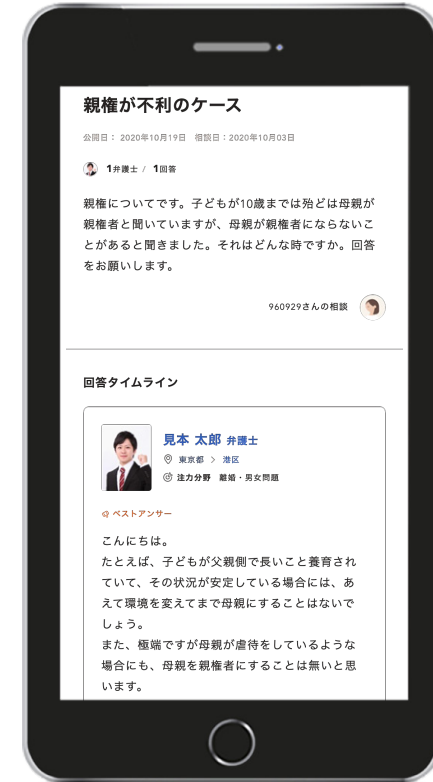 親権が不利のケース
公開日： 2020年10月19日 相談日：2020年10月03日
1弁護士 / 1回答
親権についてです。子どもが10歳までは殆どは母親が
親権者と聞いていますが、母親が親権者にならないこ
とがあると聞きました。それはどんな時ですか。回答
をお願いします。
960929さんの相談
回答タイムライン
見本 太郎 弁護士
東京都 > 港区
注力分野 離婚・男女問題
ベストアンサー
こんにちは。
たとえば、子どもが父親側で長いこと養育され
ていて、その状況が安定している場合には、あ
えて環境を変えてまで母親にすることはないで
しょう。
また、極端ですが母親が虐待をしているような
場合にも、母親を親権者にすることは無いと思
います。